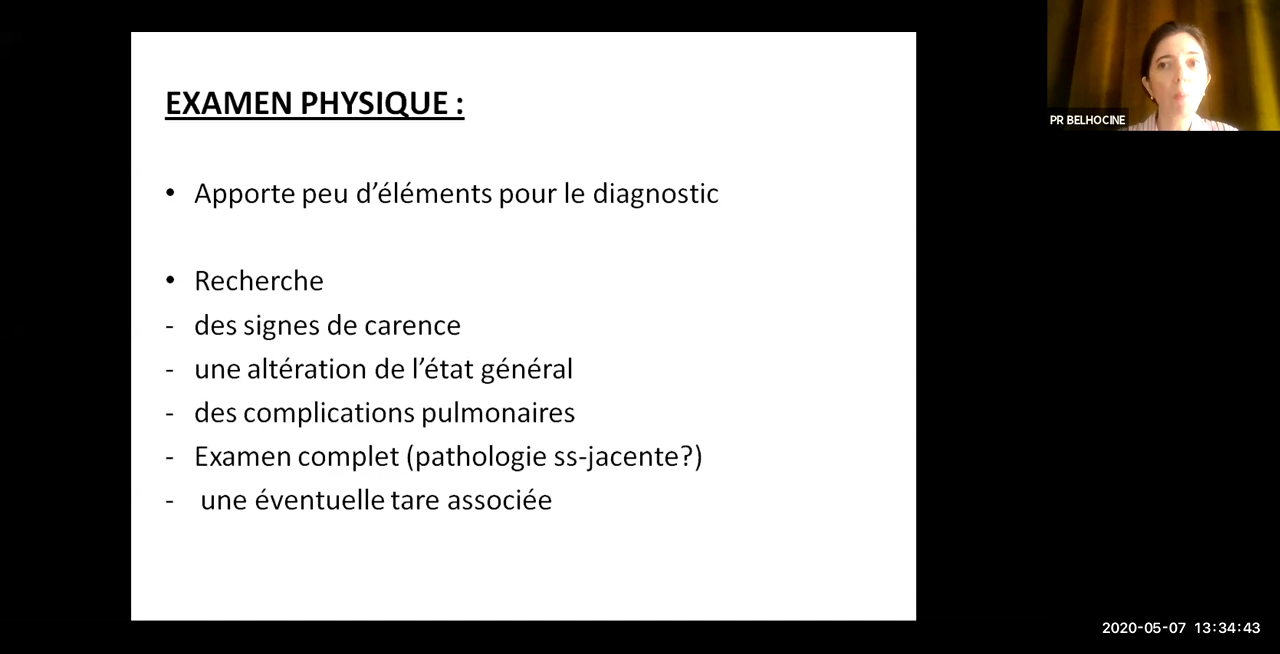 EXAMEN PHYSIQUE :
• Apporte peu d’éléments pour le diagnostic
• Recherche
- des signes de carence
- une altération de l’état général
- des complications pulmonaires
- Examen complet (pathologie ss-jacente?)
- une éventuelle tare associée
PR BELHOCINE
2020-05-07 13:34:43